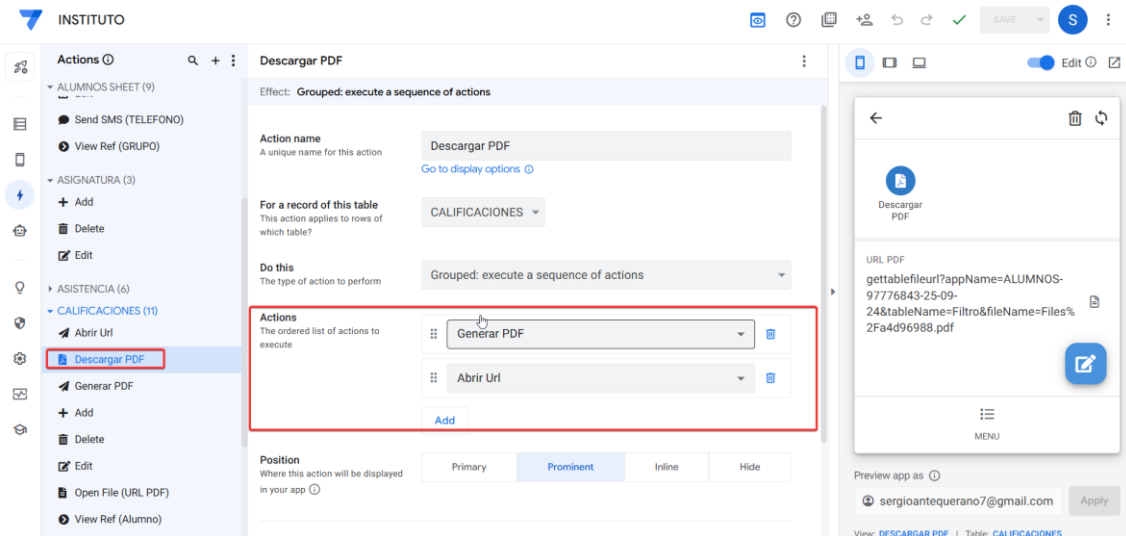 INSTITUTO
SAVE
S
Actions
ALUMNOS SHEET (9)
Send SMS (TELEFONO)
View Ref (GRUPO)
ASIGNATURA (3)
Add
Delete
Edit
ASISTENCIA (6)
CALIFICACIONES (11)
Abrir Url
Descargar PDF
Generar PDF
Add
Delete
Edit
Open File (URL PDF)
View Ref (Alumno)
Descargar PDF
Effect: Grouped: execute a sequence of actions
Action name
A unique name for this action
Descargar PDF
Go to display options
For a record of this table
This action applies to rows of
which table?
CALIFICACIONES
Do this
The type of action to perform
Grouped: execute a sequence of actions
Actions
The ordered list of actions to
execute
Generar PDF
Abrir Url
Add
Position
Where this action will be displayed
in your app
Primary
Prominent
Inline
Hide
Edit
Descargar
PDF
URL PDF
gettablefileurl?appName=ALUMNOS-
97776843-25-09-
24&tableName=Filtro&fileName=Files%
2Fa4d96988.pdf
MENU
Preview app as
sergioantequerano7@gmail.com
Apply
View: DESCARGAR PDF | Table: CALIFICACIONES